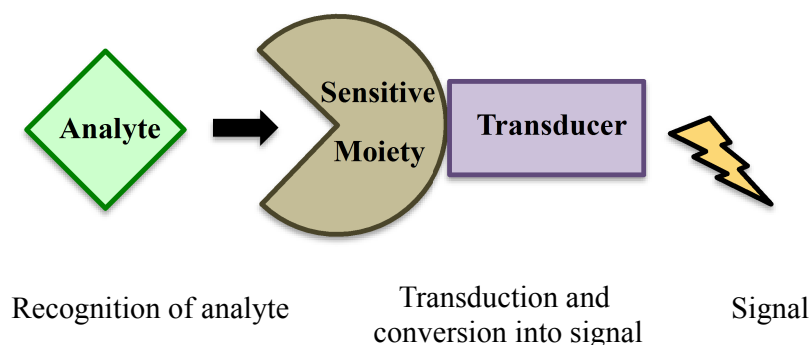 Analyte
Sensitive
Moiety
Transducer
Recognition of analyte
Transduction and
conversion into signal
Signal